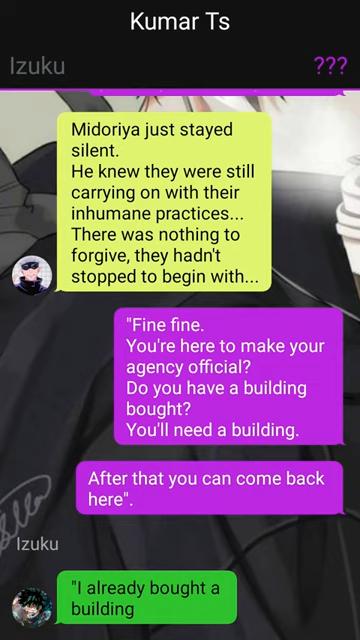 Kumar Ts
Izuku
???
Midoriya just stayed
silent.
He knew they were still
carrying on with their
inhumane practices...
There was nothing to
forgive, they hadn't
stopped to begin with...
"Fine fine.
You're here to make your
agency official?
Do you have a building
bought?
You'll need a building.
After that you can come back
here".
Izuku
"I already bought a
building